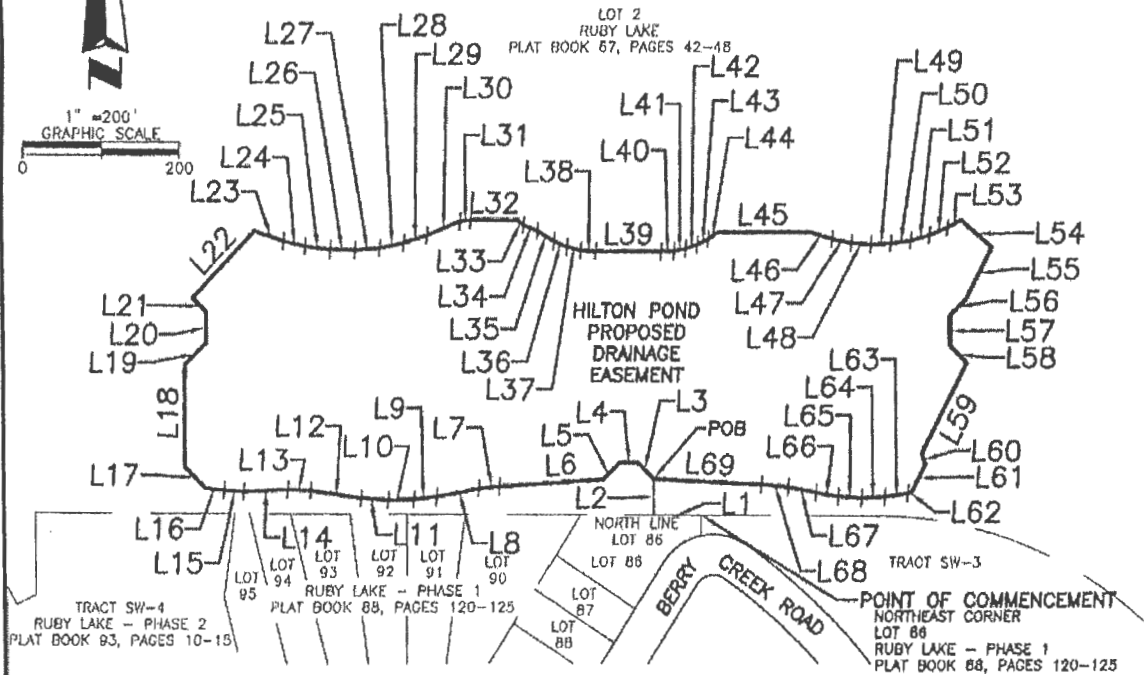 LOT 2
RUBY LAKE
PLAT BOOK 67, PAGES 42-48
1" =200'
GRAPHIC SCALE
0 200
L22
L23
L24
L25
L26
L27
L28
L29
L30
L31
L32
L33
L34
L35
L36
L37
L38
L39
L40
L41
L42
L43
L44
L45
L46
L47
L48
L49
L50
L51
L52
L53
L54
L55
L56
L57
L58
L59
L60
L61
L62
L63
L64
L65
L66
L67
L68
L69
L21
L20
L19
L18
L17
L16
L15
L14
L13
L12
L11
L10
L9
L8
L7
L6
L5
L4
L3
L2
L1
POB
HILTON POND
PROPOSED
DRAINAGE
EASEMENT
NORTH LINE
LOT 86
LOT 86
LOT
87
LOT
88
LOT
90
LOT
91
LOT
92
LOT
93
LOT
94
LOT
95
RUBY LAKE - PHASE 1
PLAT BOOK 88, PAGES 120-125
TRACT SW-4
RUBY LAKE - PHASE 2
PLAT BOOK 93, PAGES 10-15
BERRY CREEK ROAD
TRACT SW-3
POINT OF COMMENCEMENT
NORTHEAST CORNER
LOT 86
RUBY LAKE - PHASE 1
PLAT BOOK 88, PAGES 120-125